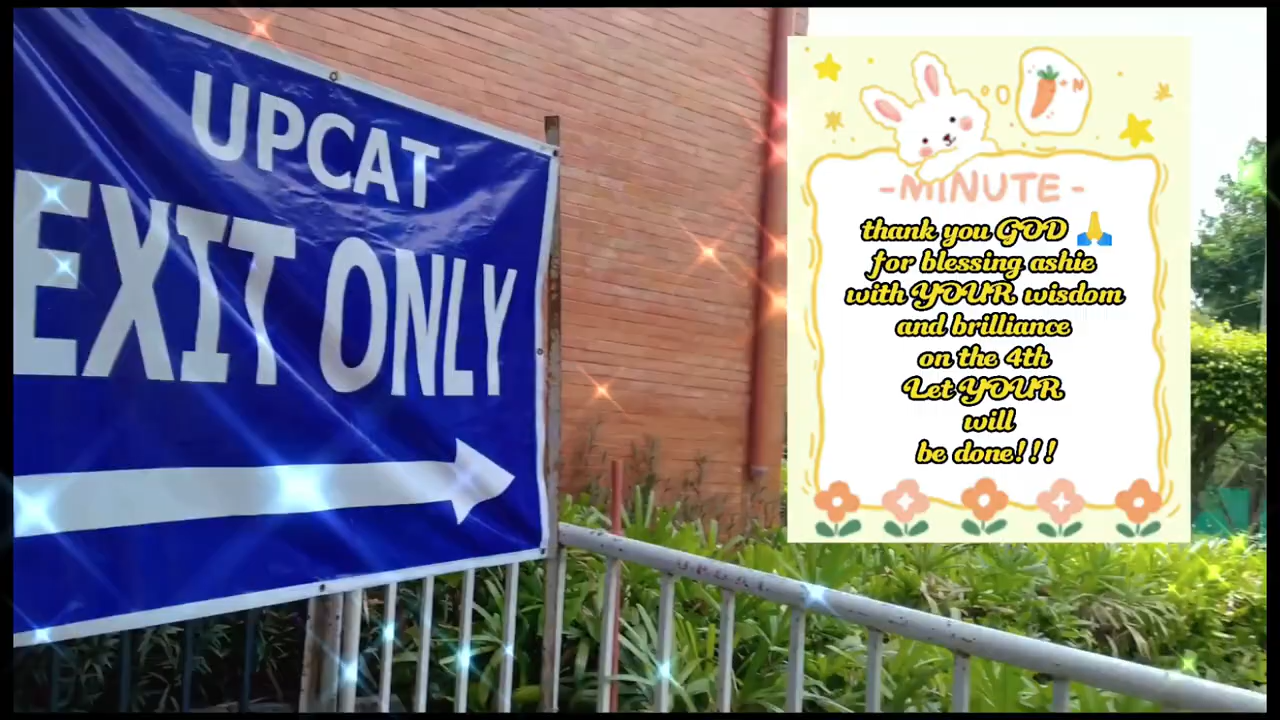 UPCAT
EXIT ONLY
-MINUTE-
thank you GOD 🙏
for blessing ashie
with YOUR wisdom
and brilliance
on the 4th
Let YOUR
will
be done!!!